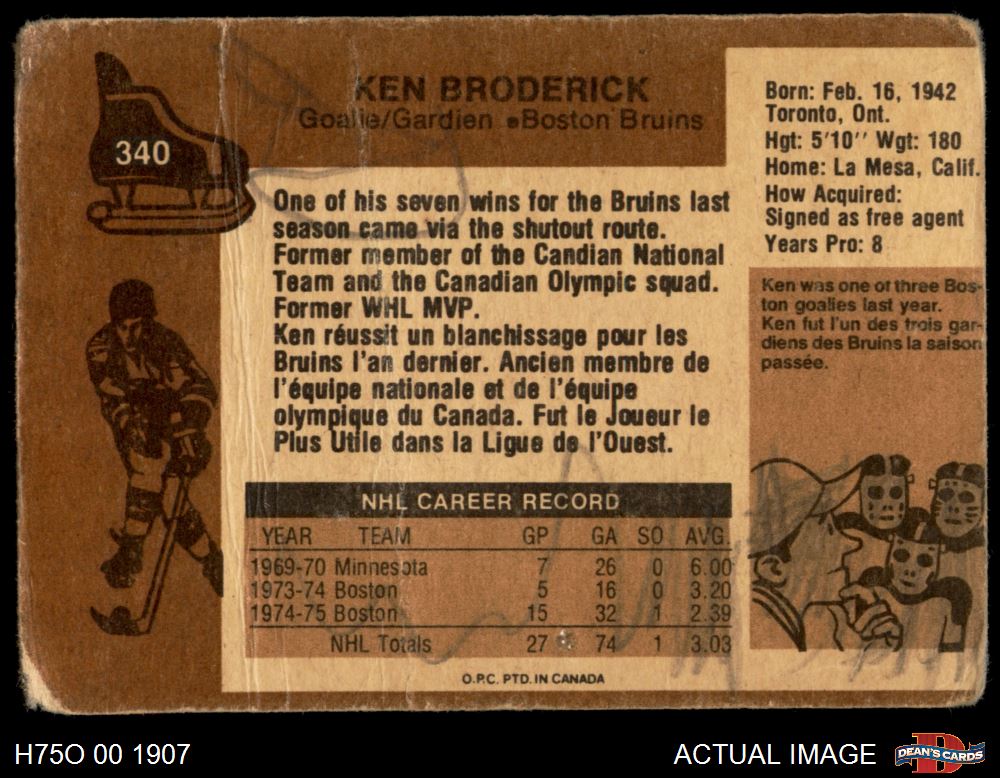 KEN BRODERICK
Goalie/Gardien •Boston Bruins
340
Born: Feb. 16, 1942
Toronto, Ont.
Hgt: 5'10'' Wgt: 180
Home: La Mesa, Calif.
How Acquired:
Signed as free agent
Years Pro: 8
One of his seven wins for the Bruins last
season came via the shutout route.
Former member of the Candian National
Team and the Canadian Olympic squad.
Former WHL MVP.
Ken réussit un blanchissage pour les
Bruins l'an dernier. Ancien membre de
l'équipe nationale et de l'équipe
olympique du Canada. Fut le Joueur le
Plus Utile dans la Ligue de l'Ouest.
Ken was one of three Bos-
ton goalies last year.
Ken fut l'un des trois gar-
diens des Bruins la saison
passée.
NHL CAREER RECORD
YEAR TEAM GP GA SO AVG.
1969-70 Minnesota 7 26 0 6.00
1973-74 Boston 5 16 0 3.20
1974-75 Boston 15 32 1 2.39
NHL Totals 27 74 1 3.03
O.P.C. PTD. IN CANADA
H75O 00 1907
ACTUAL IMAGE
D
DEAN'S CARDS